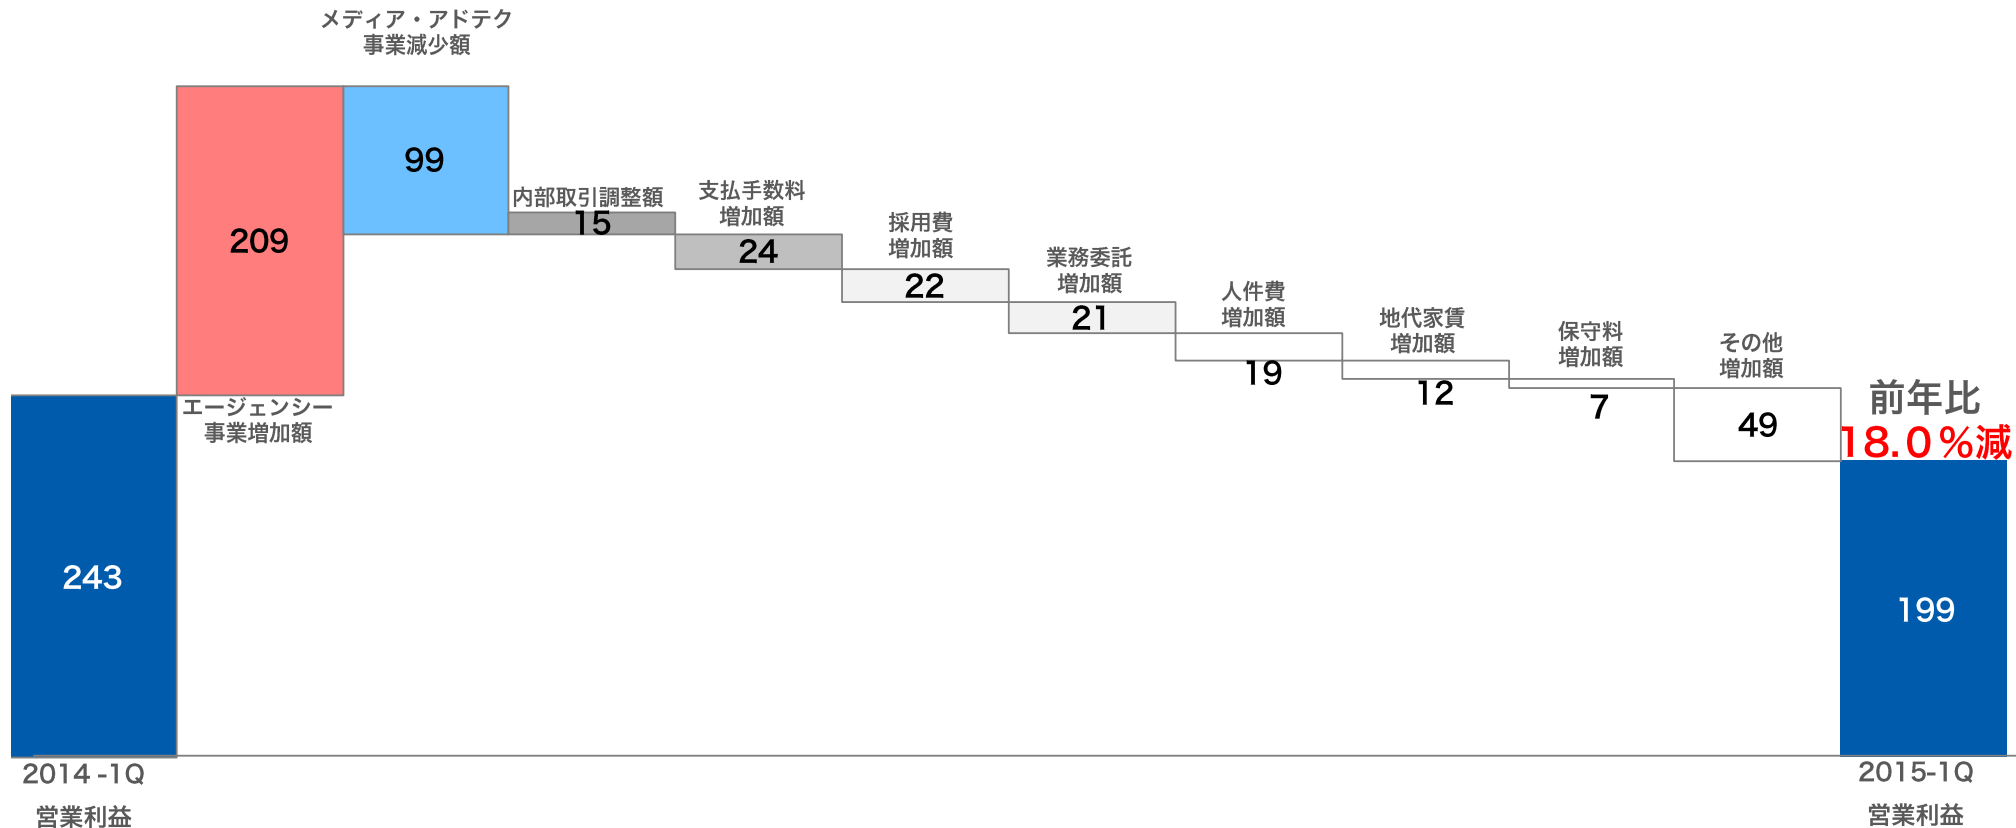 メディア・アドテク
事業減少額
99
209
エージェンシー
事業増加額
243
2014 -1Q
営業利益
内部取引調整額
15
支払手数料
増加額
24
採用費
増加額
22
業務委託
増加額
21
人件費
増加額
19
地代家賃
増加額
12
保守料
増加額
7
その他
増加額
49
前年比
18.0%減
199
2015-1Q
営業利益